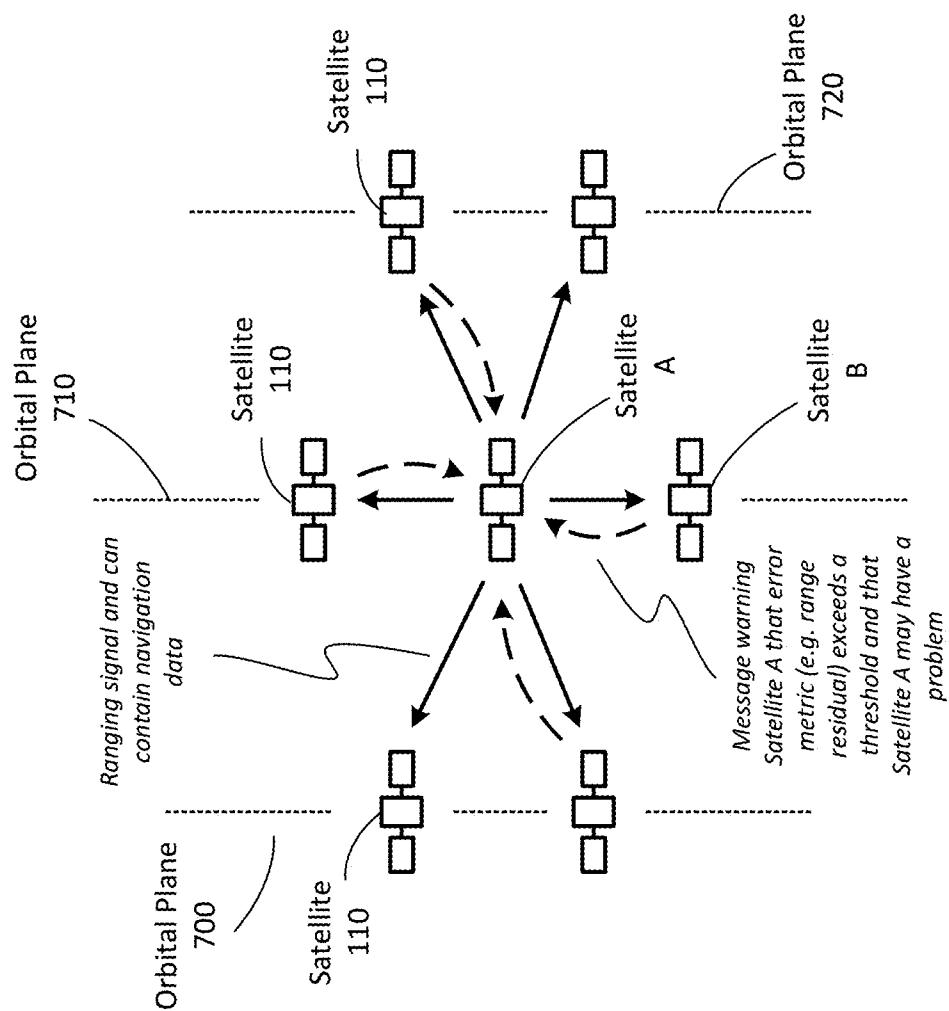 Orbital Plane
700
Satellite
110
Ranging signal and can
contain navigation
data
Orbital Plane
710
Satellite
110
Message warning
Satellite A that error
metric (e.g. range
residual) exceeds a
threshold and that
Satellite A may have a
problem
Satellite
A
Satellite
B
Satellite
110
Orbital Plane
720